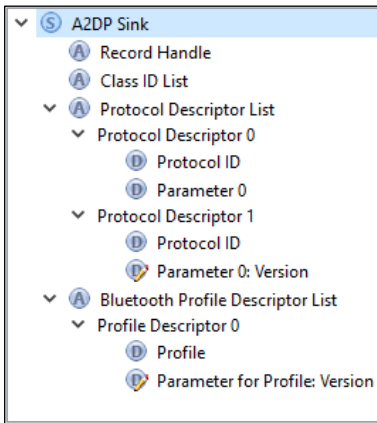 S A2DP Sink
A Record Handle
A Class ID List
A Protocol Descriptor List
Protocol Descriptor 0
D Protocol ID
D Parameter 0
Protocol Descriptor 1
D Protocol ID
D Parameter 0: Version
A Bluetooth Profile Descriptor List
Profile Descriptor 0
D Profile
D Parameter for Profile: Version